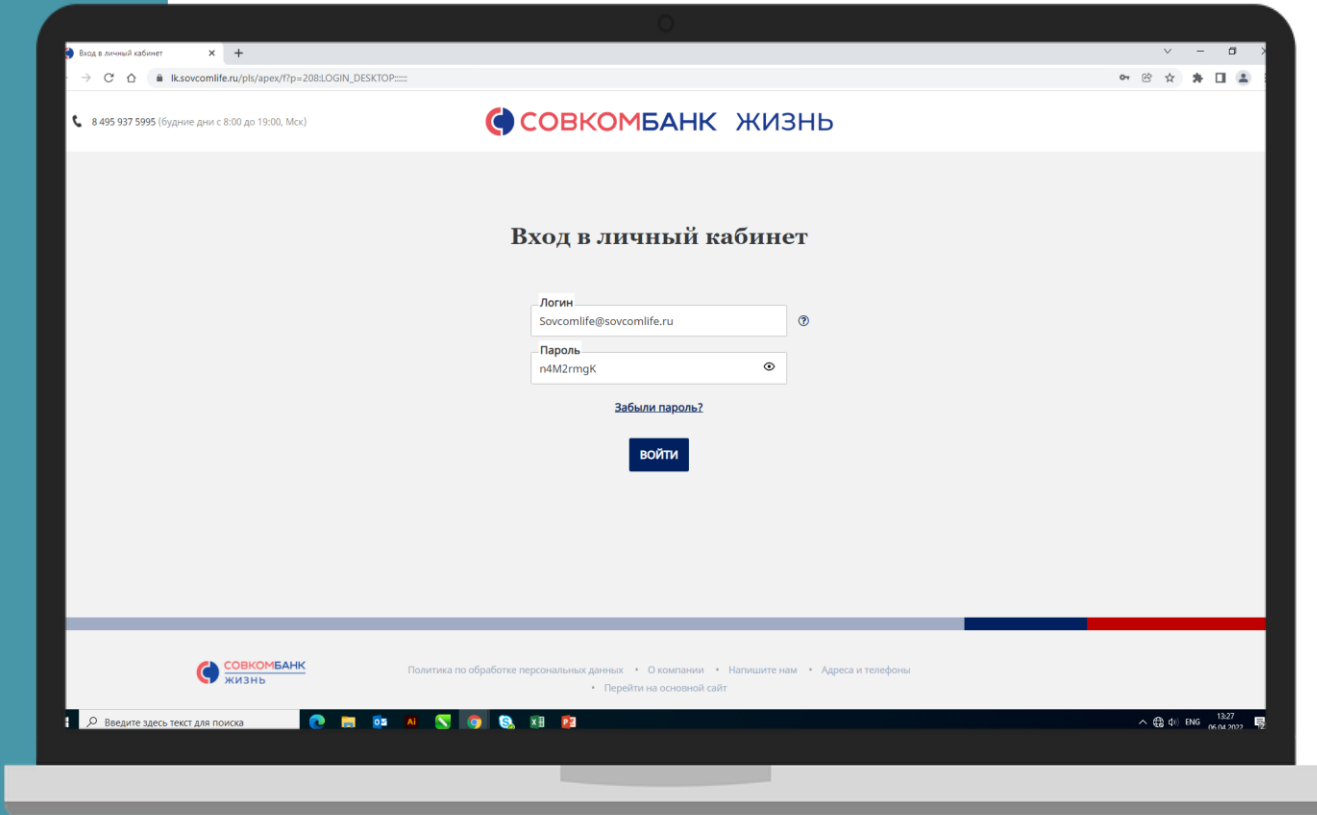 Вход в личный кабинет
lk.sovcomlife.ru/pls/apex/f?p=208:LOGIN_DESKTOP:::::
8 495 937 5995 (будние дни с 8:00 до 19:00, Мск)
СОВКОМБАНК ЖИЗНЬ
Вход в личный кабинет
Логин
Sovcomlife@sovcomlife.ru
Пароль
n4M2rmgK
Забыли пароль?
ВОЙТИ
СОВКОМБАНК
ЖИЗНЬ
Политика по обработке персональных данных • О компании • Напишите нам • Адреса и телефоны
• Перейти на основной сайт
Введите здесь текст для поиска
ENG
13:27
06.04.2022